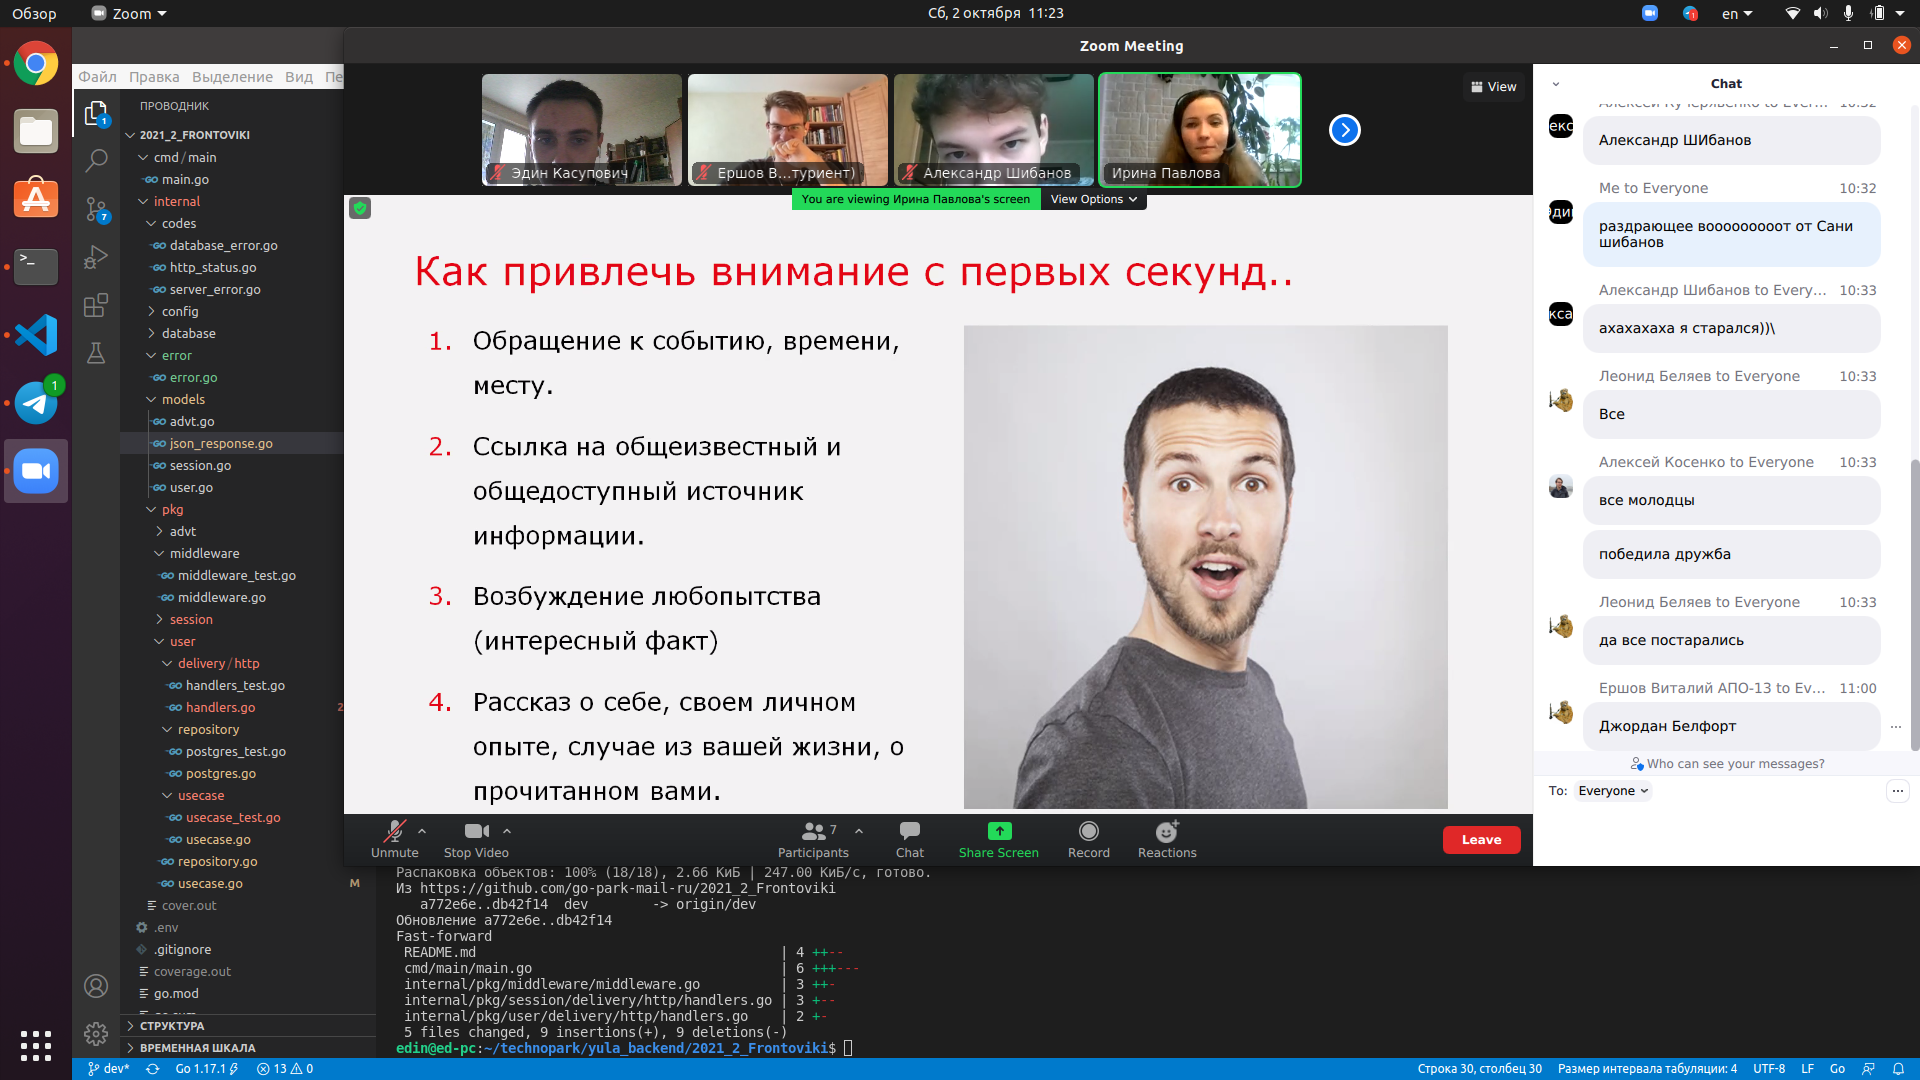 Обзор
Zoom
Сб, 2 октября 11:23
en
Файл Правка Выделение Вид Пе
Zoom Meeting
ПРОВОДНИК
2021_2_FRONTOVIKI
cmd/main
main.go
internal
codes
database_error.go
http_status.go
server_error.go
config
database
error
error.go
models
advt.go
json_response.go
session.go
user.go
pkg
advt
middleware
middleware_test.go
middleware.go
session
user
delivery/http
handlers_test.go
handlers.go 2
repository
postgres_test.go
postgres.go
usecase
usecase_test.go
usecase.go
repository.go
usecase.go M
cover.out
.env
.gitignore
coverage.out
go.mod
СТРУКТУРА
ВРЕМЕННАЯ ШКАЛА
1
7
1
Эдин Касупович
Ершов В...туриент)
Александр Шибанов
Ирина Павлова
View
You are viewing Ирина Павлова's screen
View Options
Как привлечь внимание с первых секунд..
1. Обращение к событию, времени,
месту.
2. Ссылка на общеизвестный и
общедоступный источник
информации.
3. Возбуждение любопытства
(интересный факт)
4. Рассказ о себе, своем личном
опыте, случае из вашей жизни, о
прочитанном вами.
Unmute
Stop Video
Participants 7
Chat
Share Screen
Record
Reactions
Leave
Chat
Алексей Кучерявенко to Ever... 10:32
Александр ШИбанов
Me to Everyone 10:32
раздрающее вооооооооот от Сани
шибанов
Александр Шибанов to Every... 10:33
ахахахаха я старался))\
Леонид Беляев to Everyone 10:33
Все
Алексей Косенко to Everyone 10:33
все молодцы
победила дружба
Леонид Беляев to Everyone 10:33
да все постарались
Ершов Виталий АПО-13 to Ev... 11:00
Джордан Белфорт
Who can see your messages?
To: Everyone
Распаковка объектов: 100% (18/18), 2.66 КиБ | 247.00 КиБ/с, готово.
Из https://github.com/go-park-mail-ru/2021_2_Frontoviki
a772e6e..db42f14 dev -> origin/dev
Обновление a772e6e..db42f14
Fast-forward
README.md | 4 ++--
cmd/main/main.go | 6 +++---
internal/pkg/middleware/middleware.go | 3 ++-
internal/pkg/session/delivery/http/handlers.go | 3 +--
internal/pkg/user/delivery/http/handlers.go | 2 +-
5 files changed, 9 insertions(+), 9 deletions(-)
edin@ed-pc:~/technopark/yula_backend/2021_2_Frontoviki$
dev* Go 1.17.1 13 0
Строка 30, столбец 30 Размер интервала табуляции: 4 UTF-8 LF Go